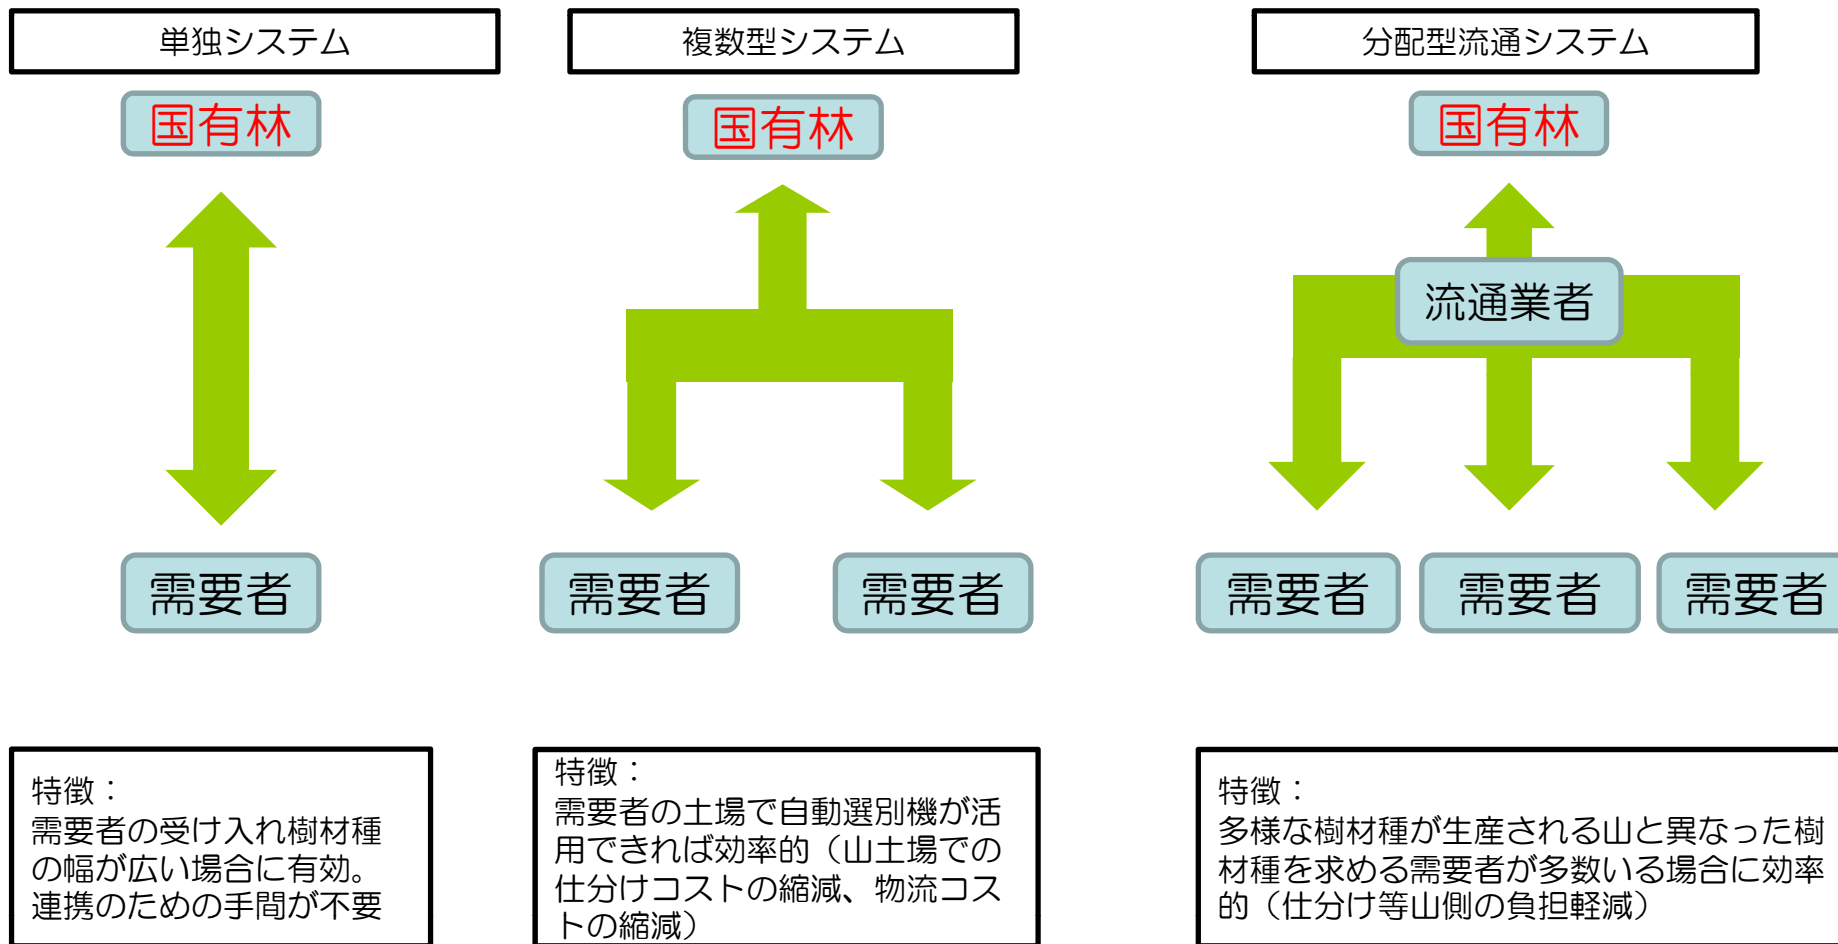 単独システム
複数型システム
分配型流通システム
国有林
国有林
国有林
流通業者
需要者
需要者
需要者
需要者
需要者
需要者
特徴：
需要者の受け入れ樹材種
の幅が広い場合に有効。
連携のための手間が不要
特徴：
需要者の土場で自動選別機が活
用できれば効率的（山土場での
仕分けコストの縮減、物流コス
トの縮減）
特徴：
多様な樹材種が生産される山と異なった樹
材種を求める需要者が多数いる場合に効率
的（仕分け等山側の負担軽減）